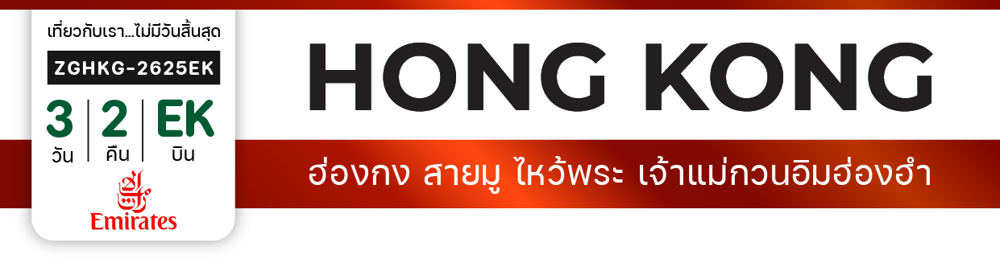 เที่ยวกับเรา...ไม่มีวันสิ้นสุด
ZGHKG-2625EK
3 2 EK
วัน คืน บิน
Emirates
HONG KONG
ฮ่องกง สายมู ไหว้พระ เจ้าแม่กวนอิมฮ่องฮำ